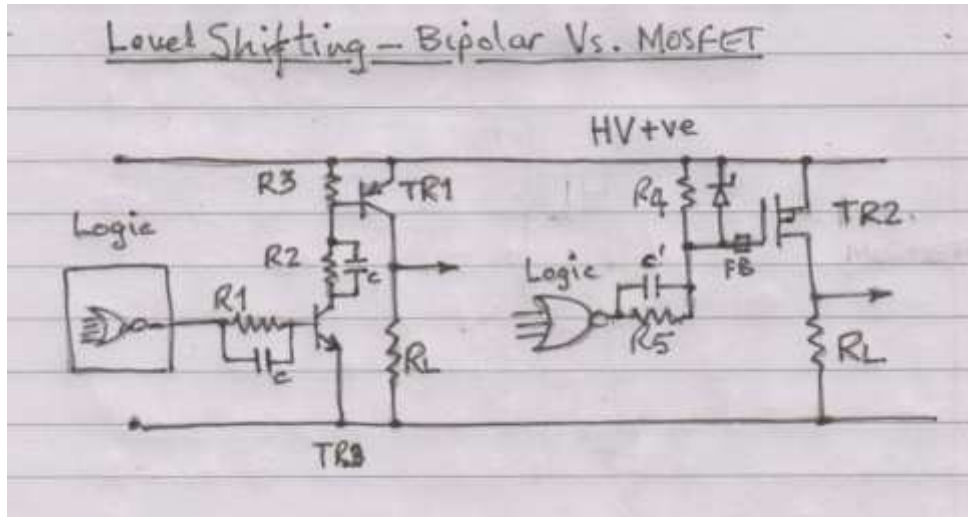 Level Shifting – Bipolar Vs. MOSFET
HV+ve
R3
TR1
R4
TR2.
Logic
R2
C
Logic
C'
FB
R1
R5
C
RL
RL
TR3